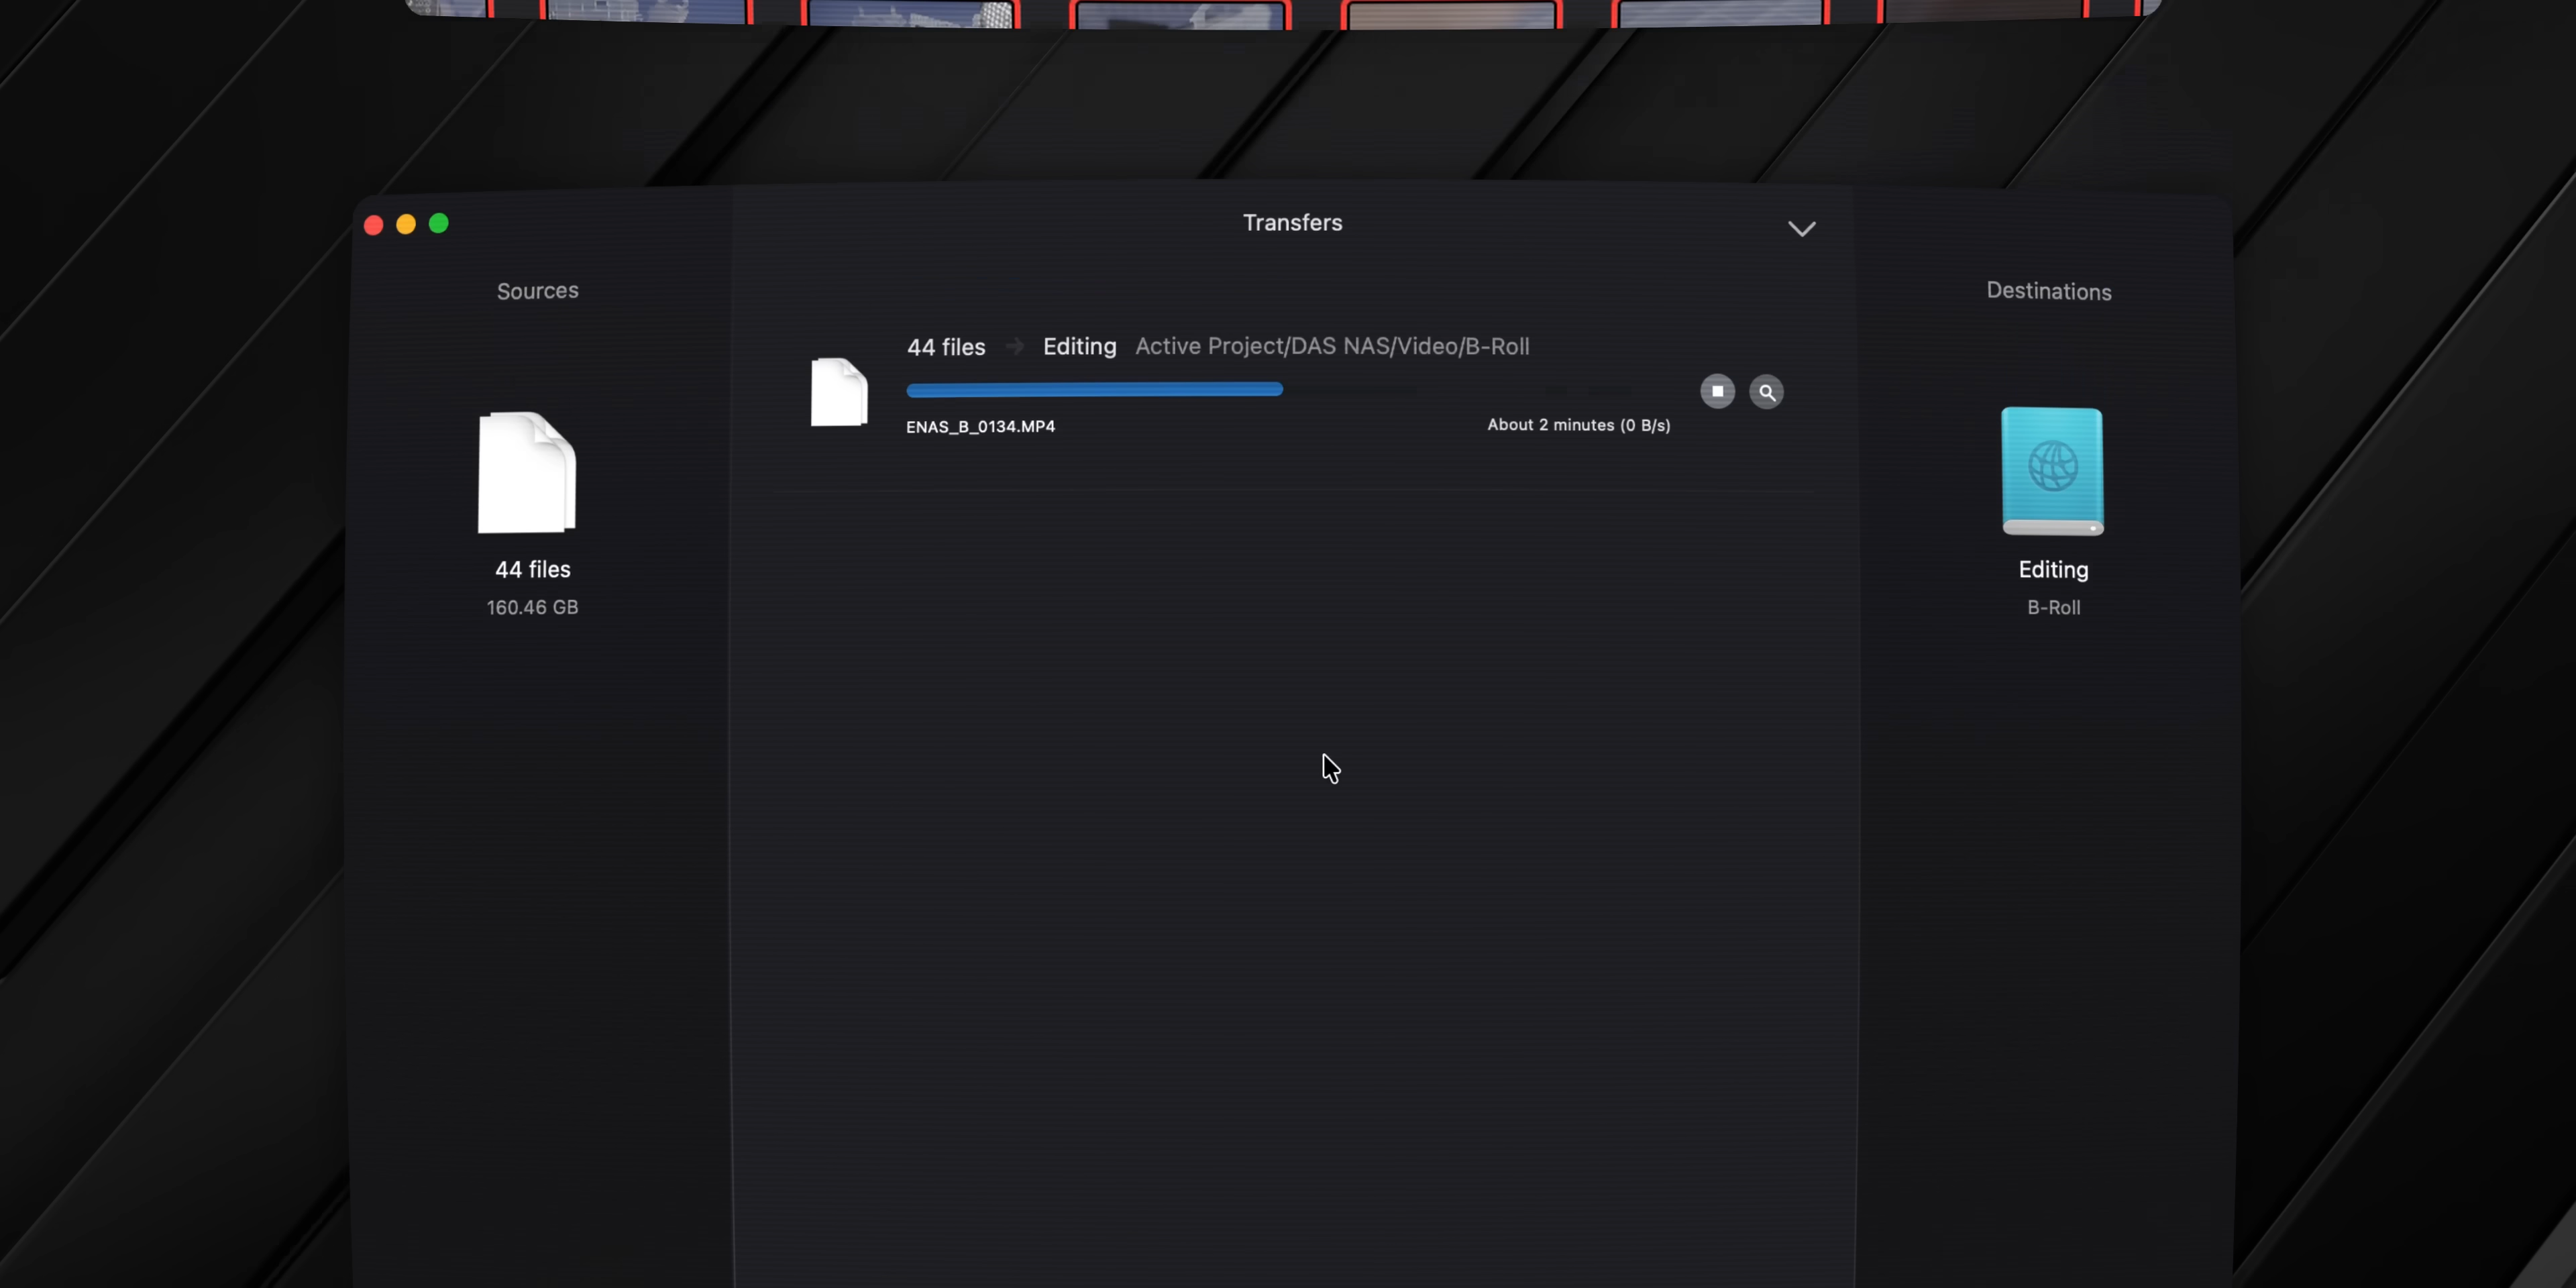 Transfers
Sources
Destinations
44 files → Editing Active Project/DAS NAS/Video/B-Roll
ENAS_B_0134.MP4
About 2 minutes (0 B/s)
44 files
160.46 GB
Editing
B-Roll